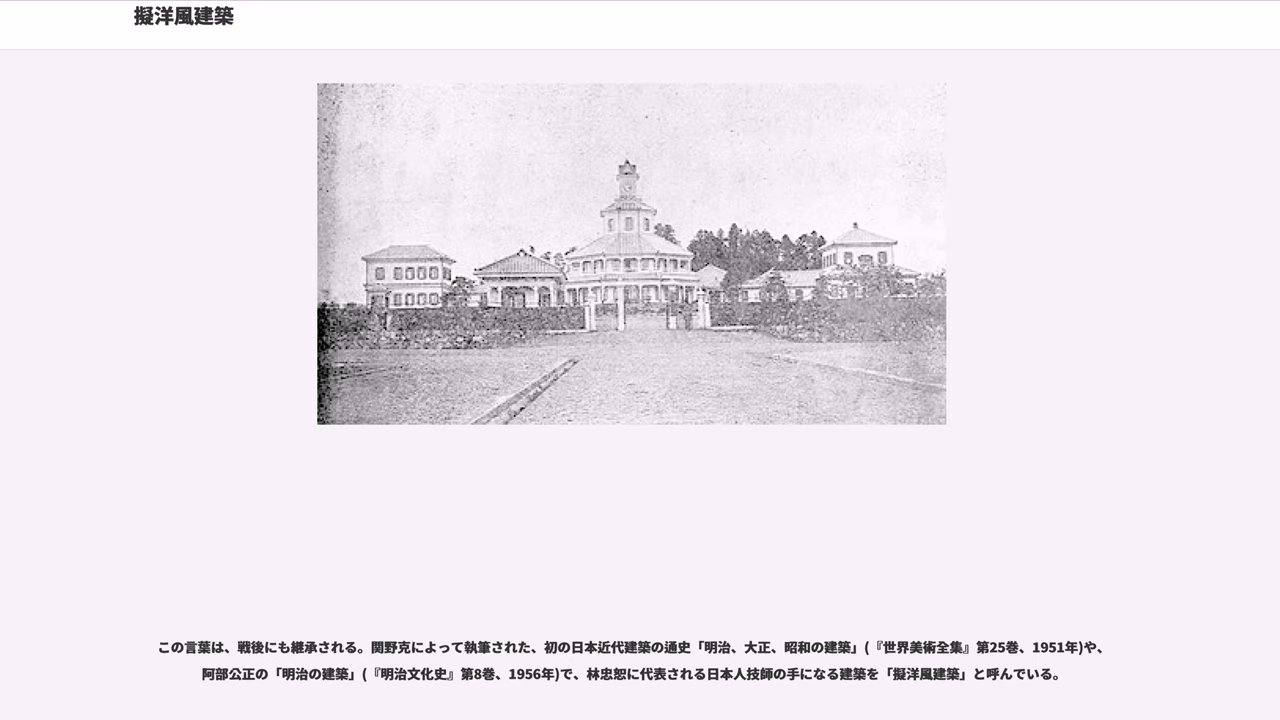 擬洋風建築
この言葉は、戦後にも継承される。関野克によって執筆された、初の日本近代建築の通史「明治、大正、昭和の建築」(『世界美術全集』第25巻、1951年)や、
阿部公正の「明治の建築」(『明治文化史』第8巻、1956年)で、林忠恕に代表される日本人技師の手になる建築を「擬洋風建築」と呼んでいる。